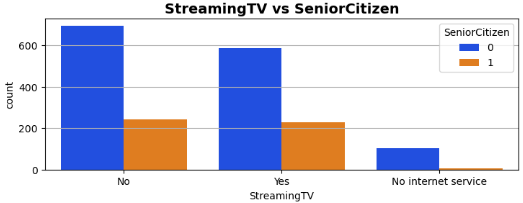 StreamingTV vs SeniorCitizen
SeniorCitizen
0
1
count
600
400
200
0
No
Yes
No internet service
StreamingTV